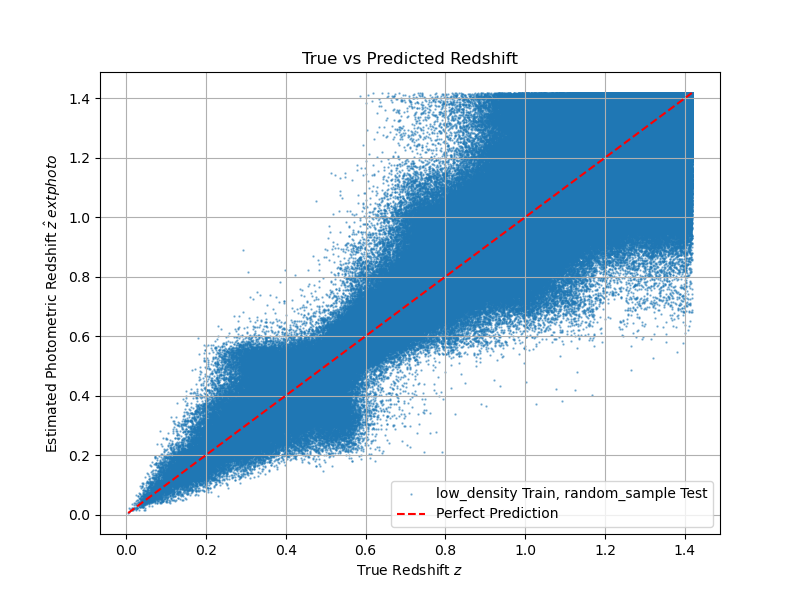 True vs Predicted Redshift
1.4
1.2
1.0
0.8
0.6
0.4
0.2
0.0
Estimated Photometric Redshift ẑ extphoto
low_density Train, random_sample Test
Perfect Prediction
0.0 0.2 0.4 0.6 0.8 1.0 1.2 1.4
True Redshift z